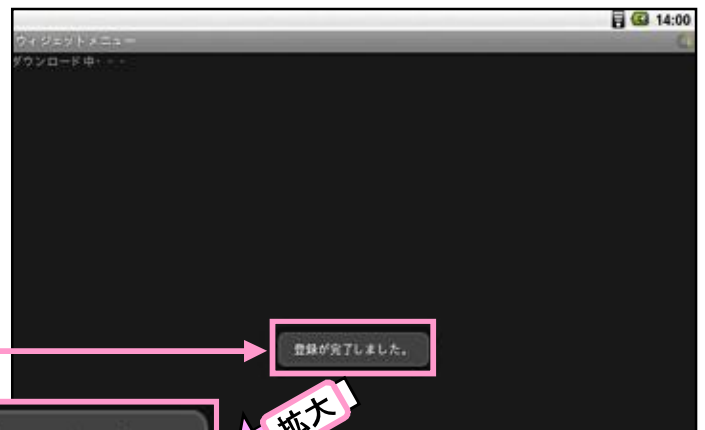 14:00
ウィジェットメニュー
ダウンロード中・・・
登録が完了しました。
拡大